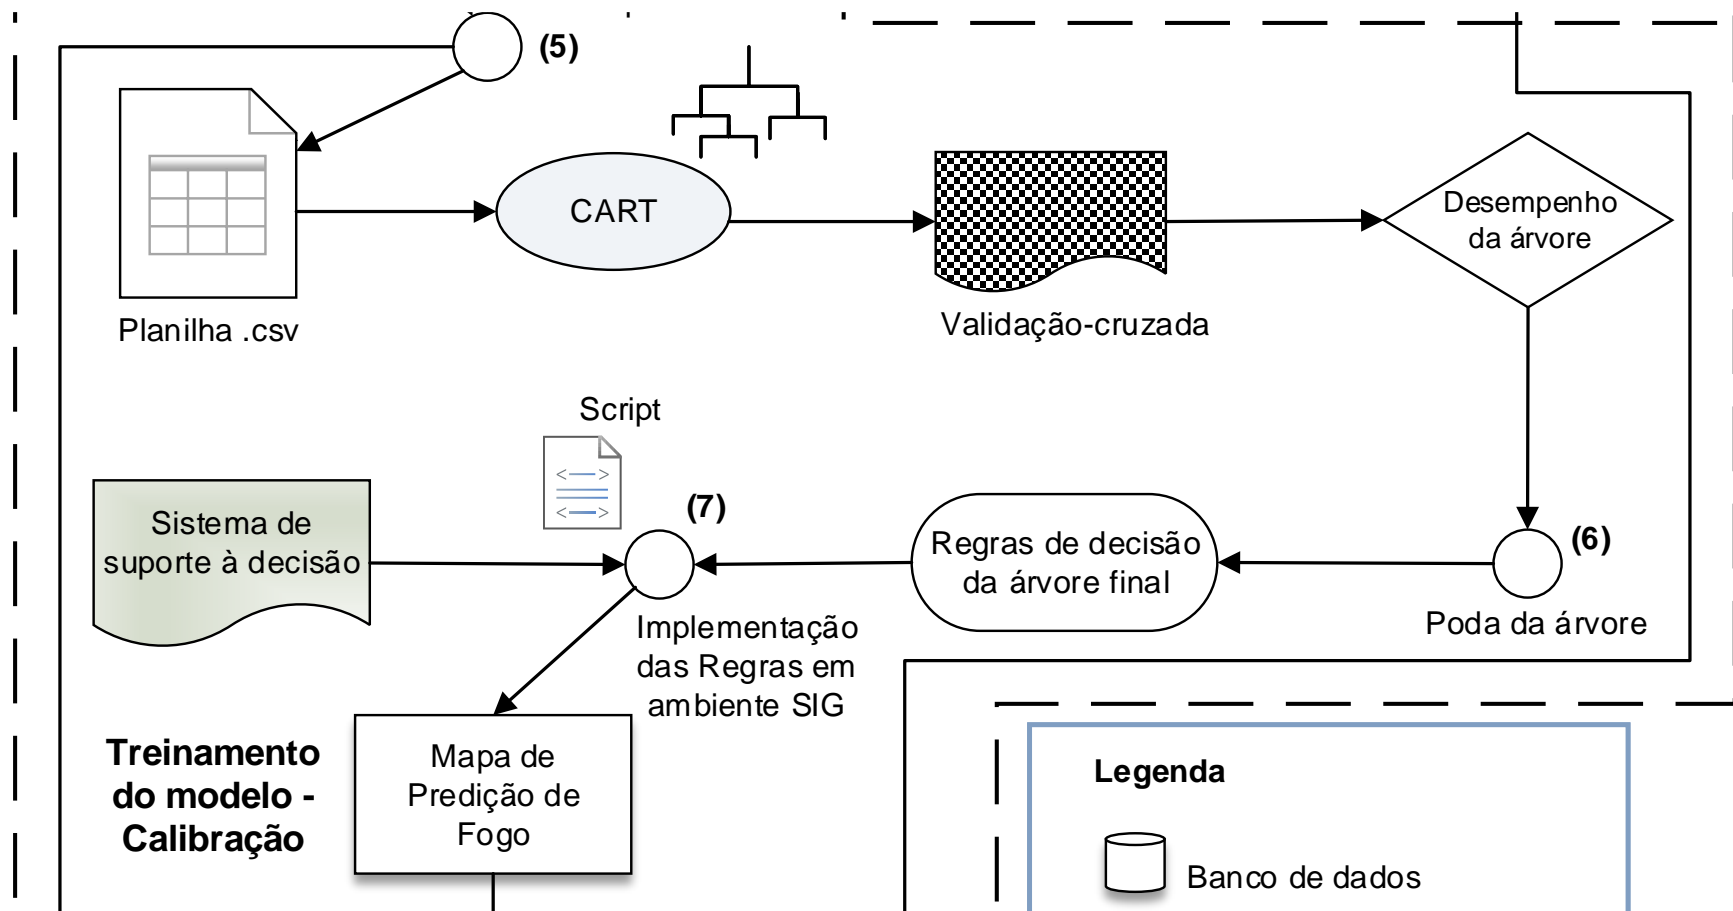 (5)
CART
Desempenho
da árvore
Planilha .csv
Validação-cruzada
Script
<--->
<--->
(7)
Sistema de
suporte à decisão
Regras de decisão
da árvore final
(6)
Poda da árvore
Implementação
das Regras em
ambiente SIG
Treinamento
do modelo -
Calibração
Mapa de
Predição de
Fogo
Legenda
Banco de dados